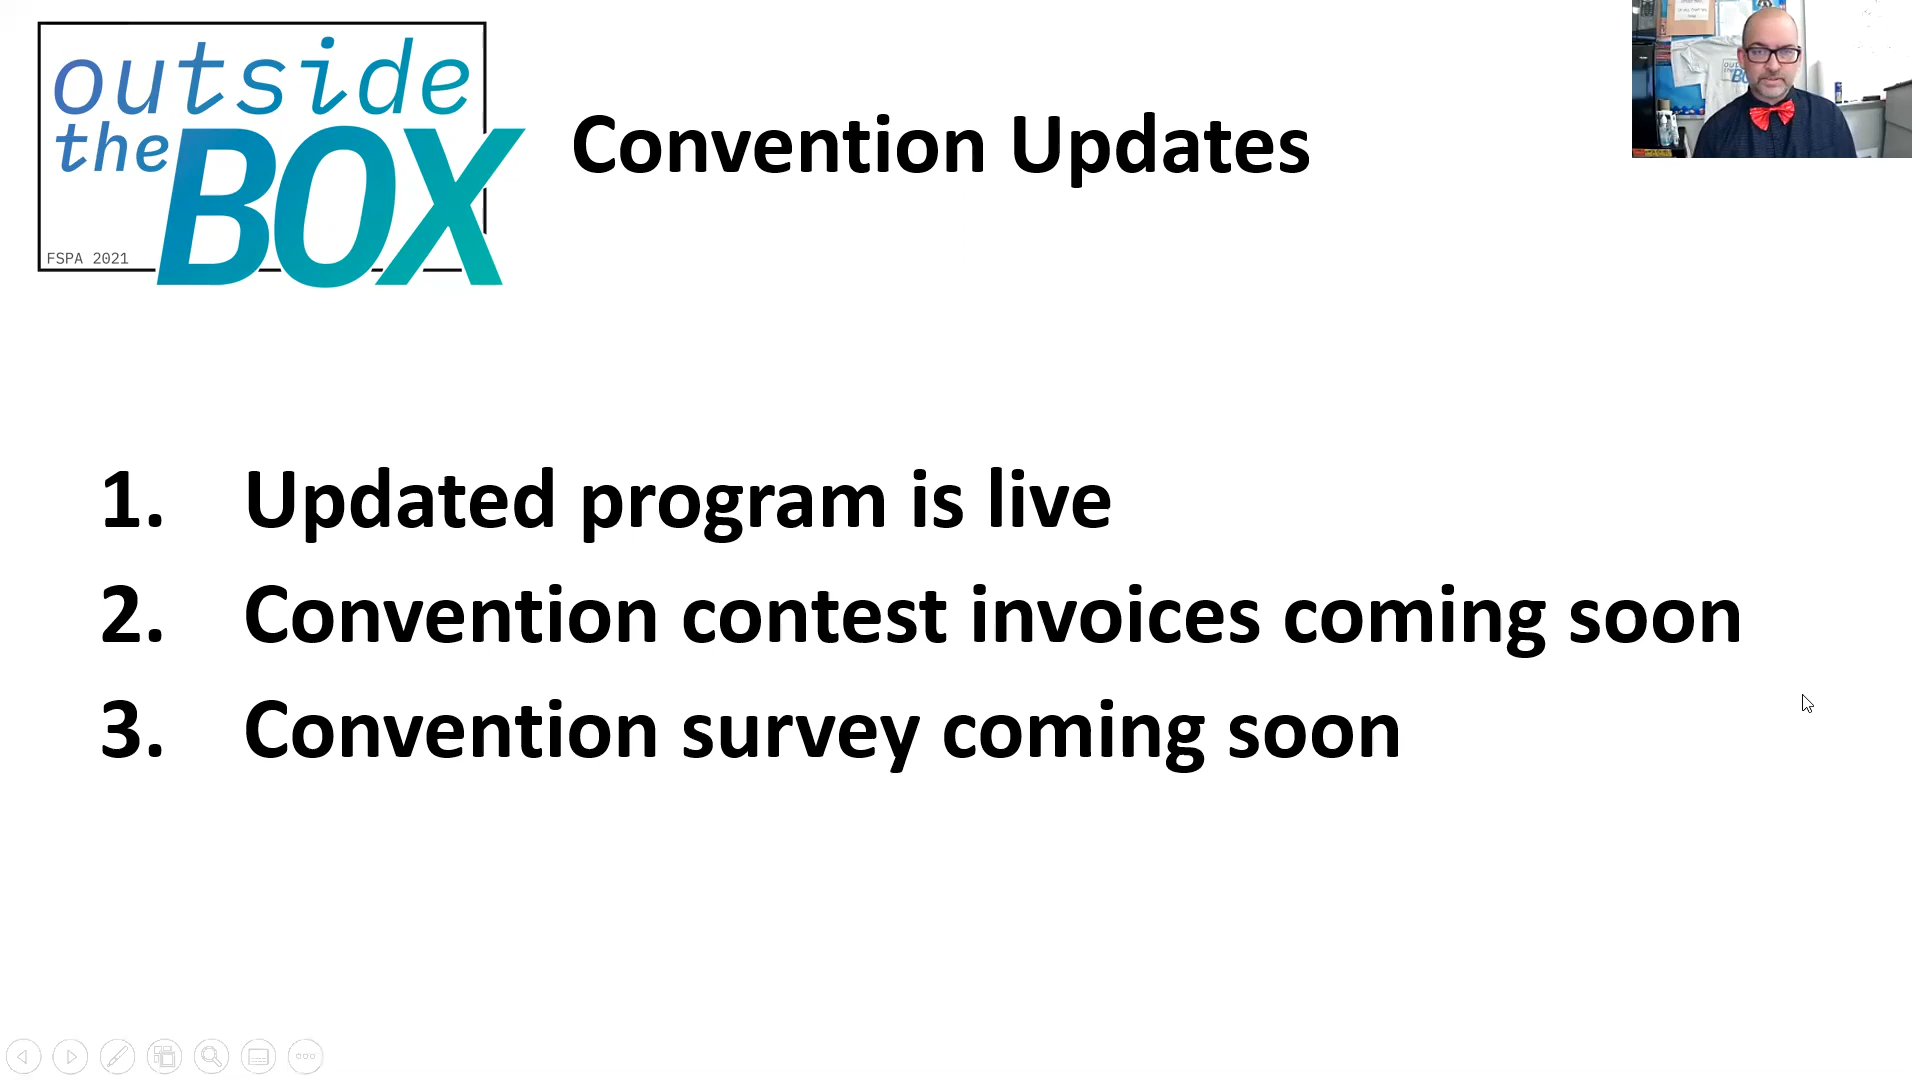 outside
the BOX
FSPA 2021
Convention Updates
1. Updated program is live
2. Convention contest invoices coming soon
3. Convention survey coming soon